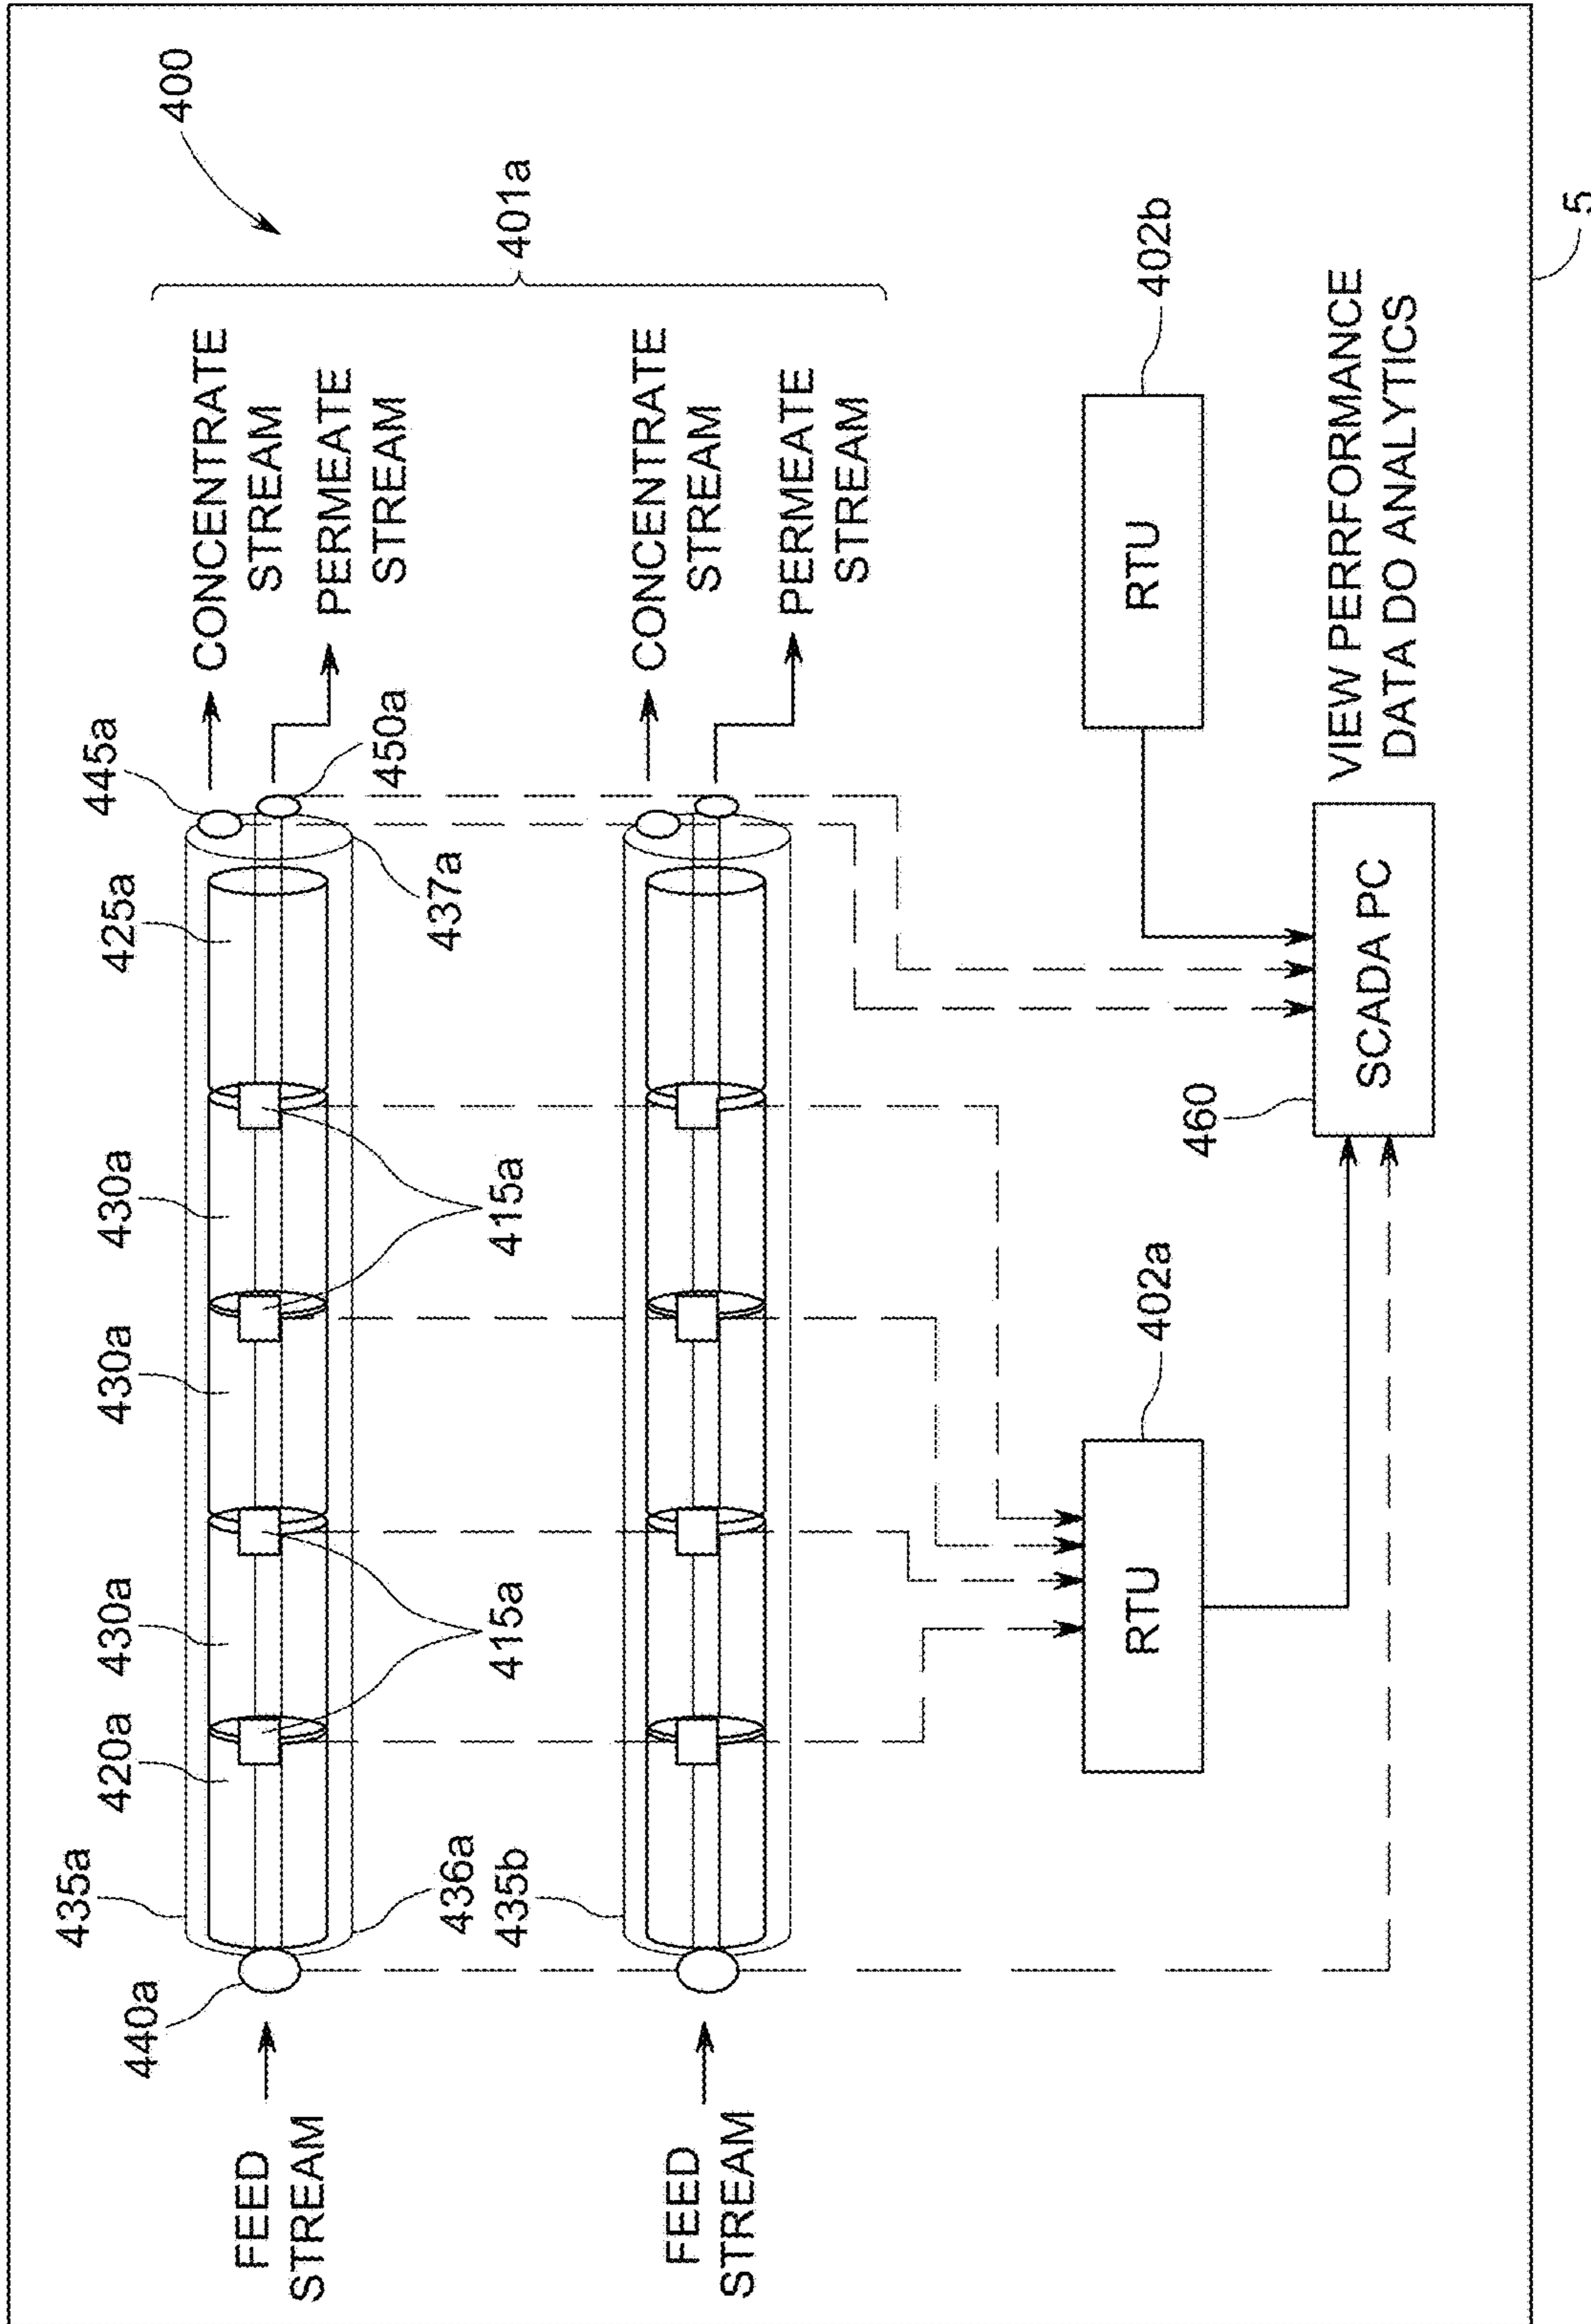 400
401a
CONCENTRATE
STREAM
PERMEATE
STREAM
445a
450a
425a
437a
430a
415a
430a
430a
415a
420a
435a
436a
440a
FEED
STREAM
CONCENTRATE
STREAM
PERMEATE
STREAM
435b
FEED
STREAM
402b
RTU
402a
RTU
460
SCADA PC
VIEW PERRFORMANCE
DATA DO ANALYTICS
5